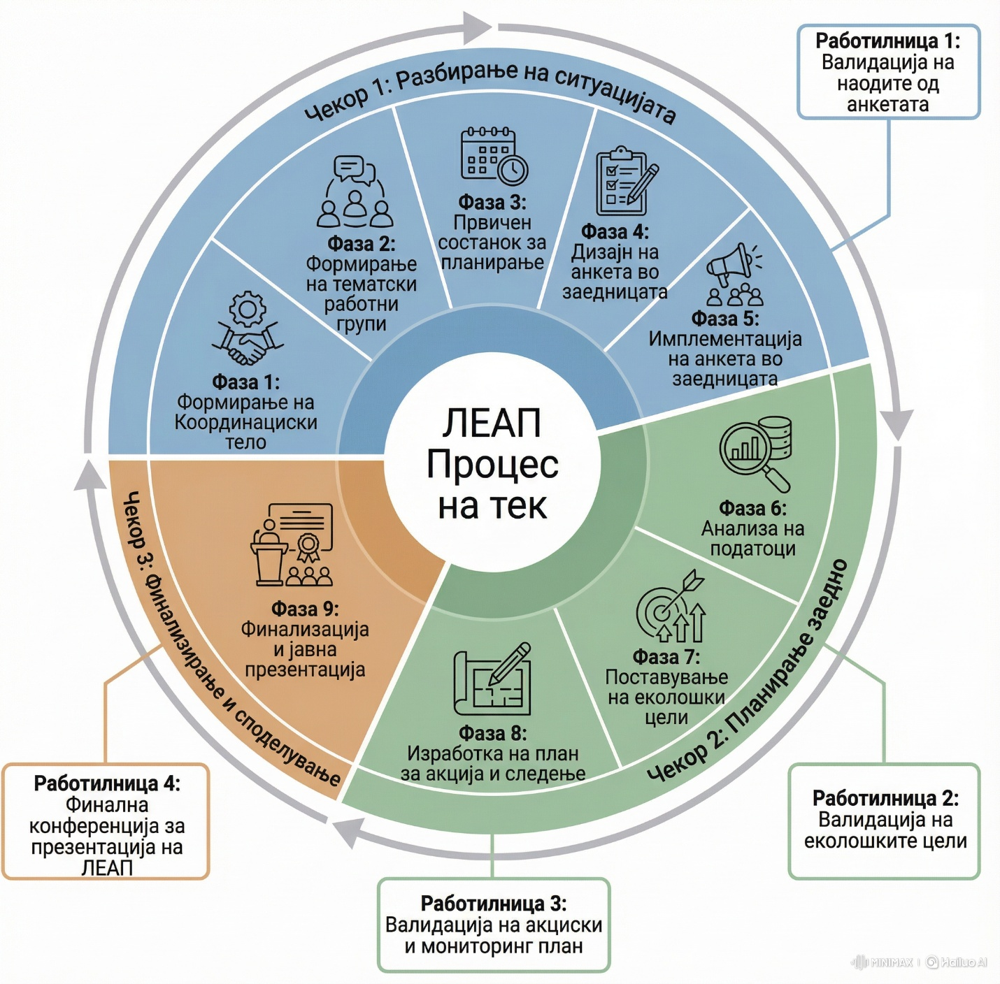 Чекор 1: Разбирање на ситуацијата
Работилница 1:
Валидација на
наодите од
анкетата
Фаза 1:
Формирање на
Координациски
тело
Фаза 2:
Формирање
на тематски
работни
групи
Фаза 3:
Првичен
состанок за
планирање
Фаза 4:
Дизајн на
анкета во
заедницата
Фаза 5:
Имплементација
на анкета во
заедницата
ЛЕАП
Процес
на тек
Чекор 2: Планирање заедно
Фаза 6:
Анализа на
податоци
Фаза 7:
Поставување
на еколошки
цели
Фаза 8:
Изработка на план
за акција и следење
Чекор 3: Финализирање и споделување
Фаза 9:
Финализација
и јавна
презентација
Работилница 2:
Валидација на
еколошките цели
Работилница 3:
Валидација на акциски
и мониторинг план
Работилница 4:
Финална
конференција за
презентација на
ЛЕАП
MINIMAX | Hailuo AI